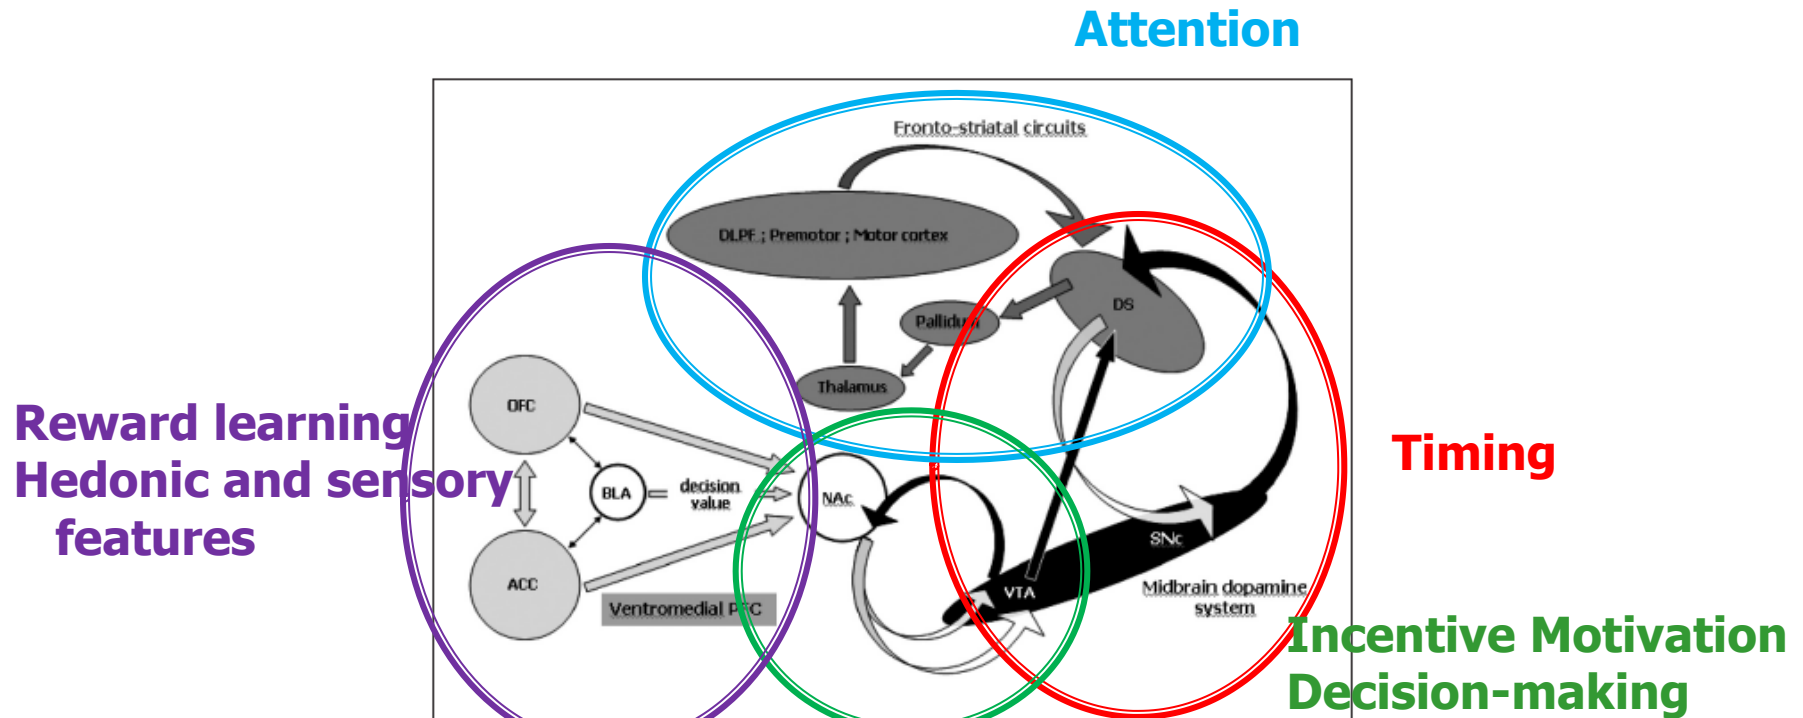 Attention
Fronto-striatal circuits
DLPF ; Premotor ; Motor cortex
DS
Pallidum
Thalamus
OFC
Reward learning
Hedonic and sensory
features
BLA
decision
value
NAc
Timing
SNc
ACC
VTA
Midbrain dopamine
system
Ventromedial PFC
Incentive Motivation
Decision-making